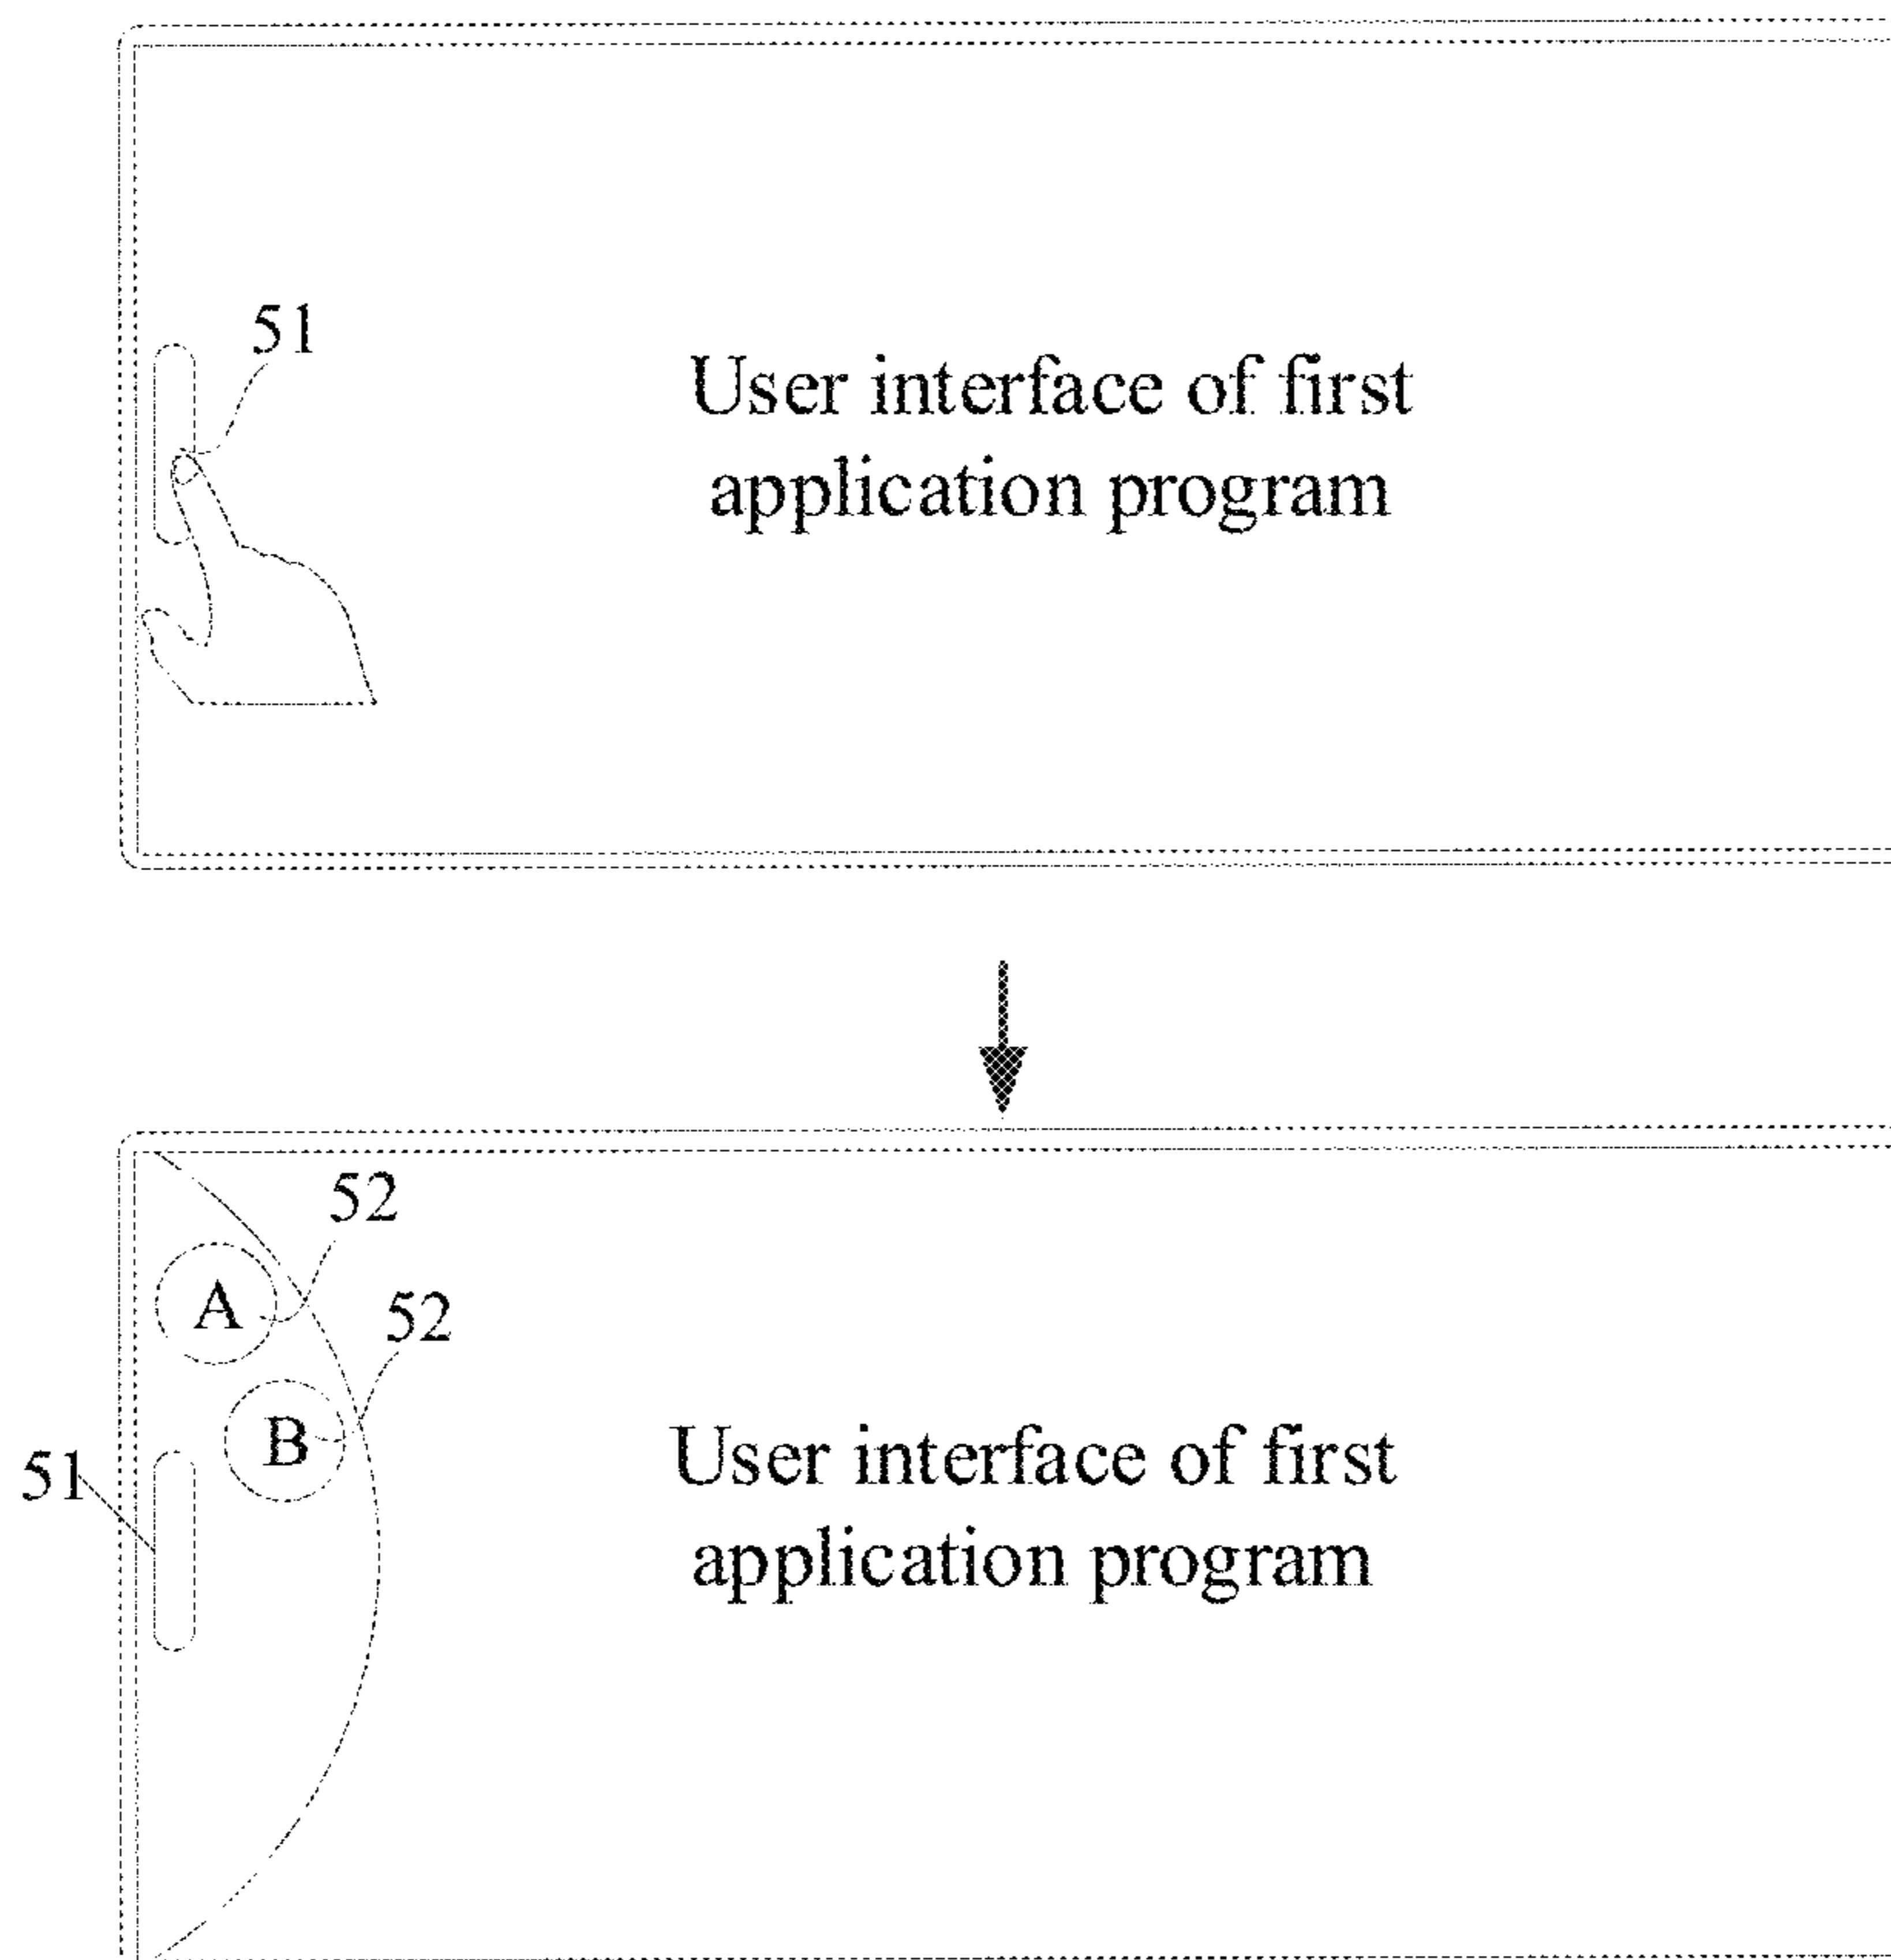 51
User interface of first
application program
52
A
52
B
51
User interface of first
application program